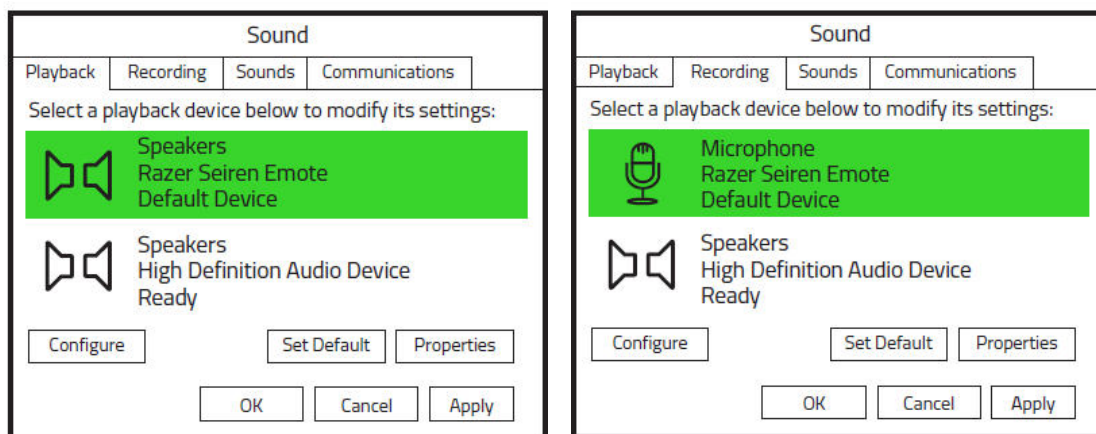 Sound
Playback Recording Sounds Communications
Select a playback device below to modify its settings:
Speakers
Razer Seiren Emote
Default Device
Speakers
High Definition Audio Device
Ready
Configure Set Default Properties
OK Cancel Apply
Sound
Playback Recording Sounds Communications
Select a playback device below to modify its settings:
Microphone
Razer Seiren Emote
Default Device
Speakers
High Definition Audio Device
Ready
Configure Set Default Properties
OK Cancel Apply